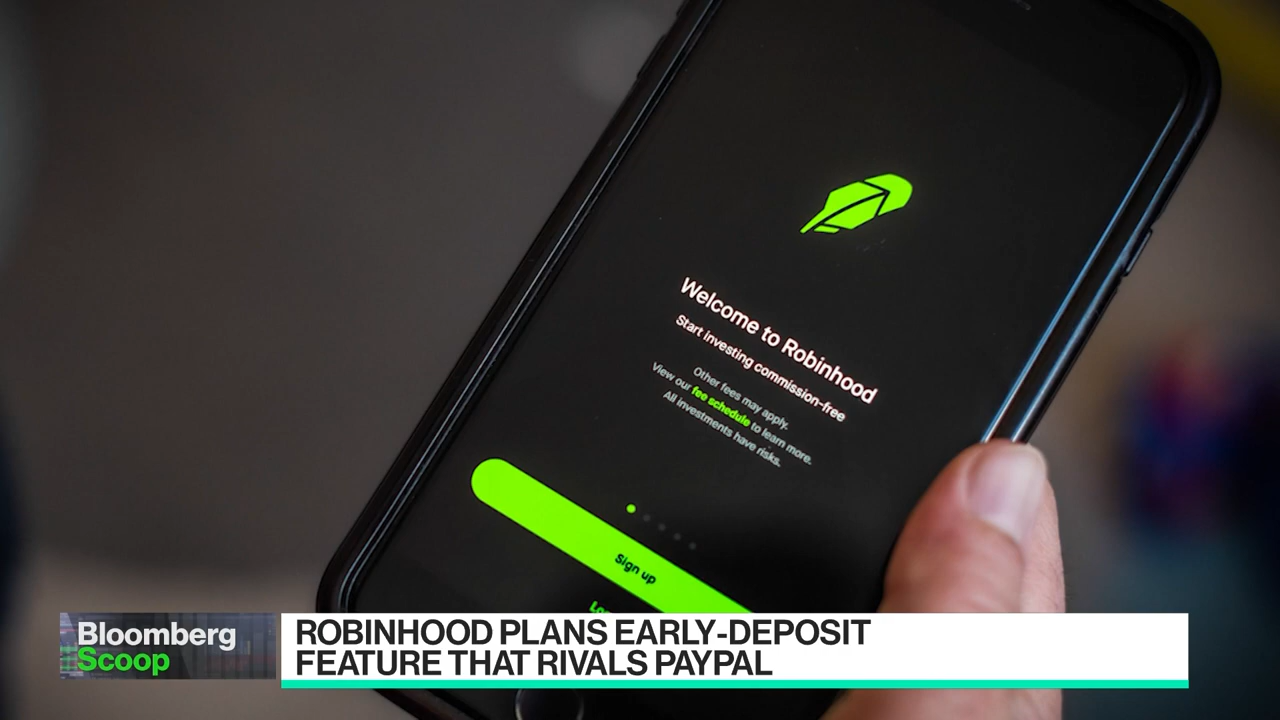 Welcome to Robinhood
Start investing commission-free
Other fees may apply.
View our fee schedule to learn more.
All investments have risks.
Sign up
Bloomberg
Scoop
ROBINHOOD PLANS EARLY-DEPOSIT
FEATURE THAT RIVALS PAYPAL